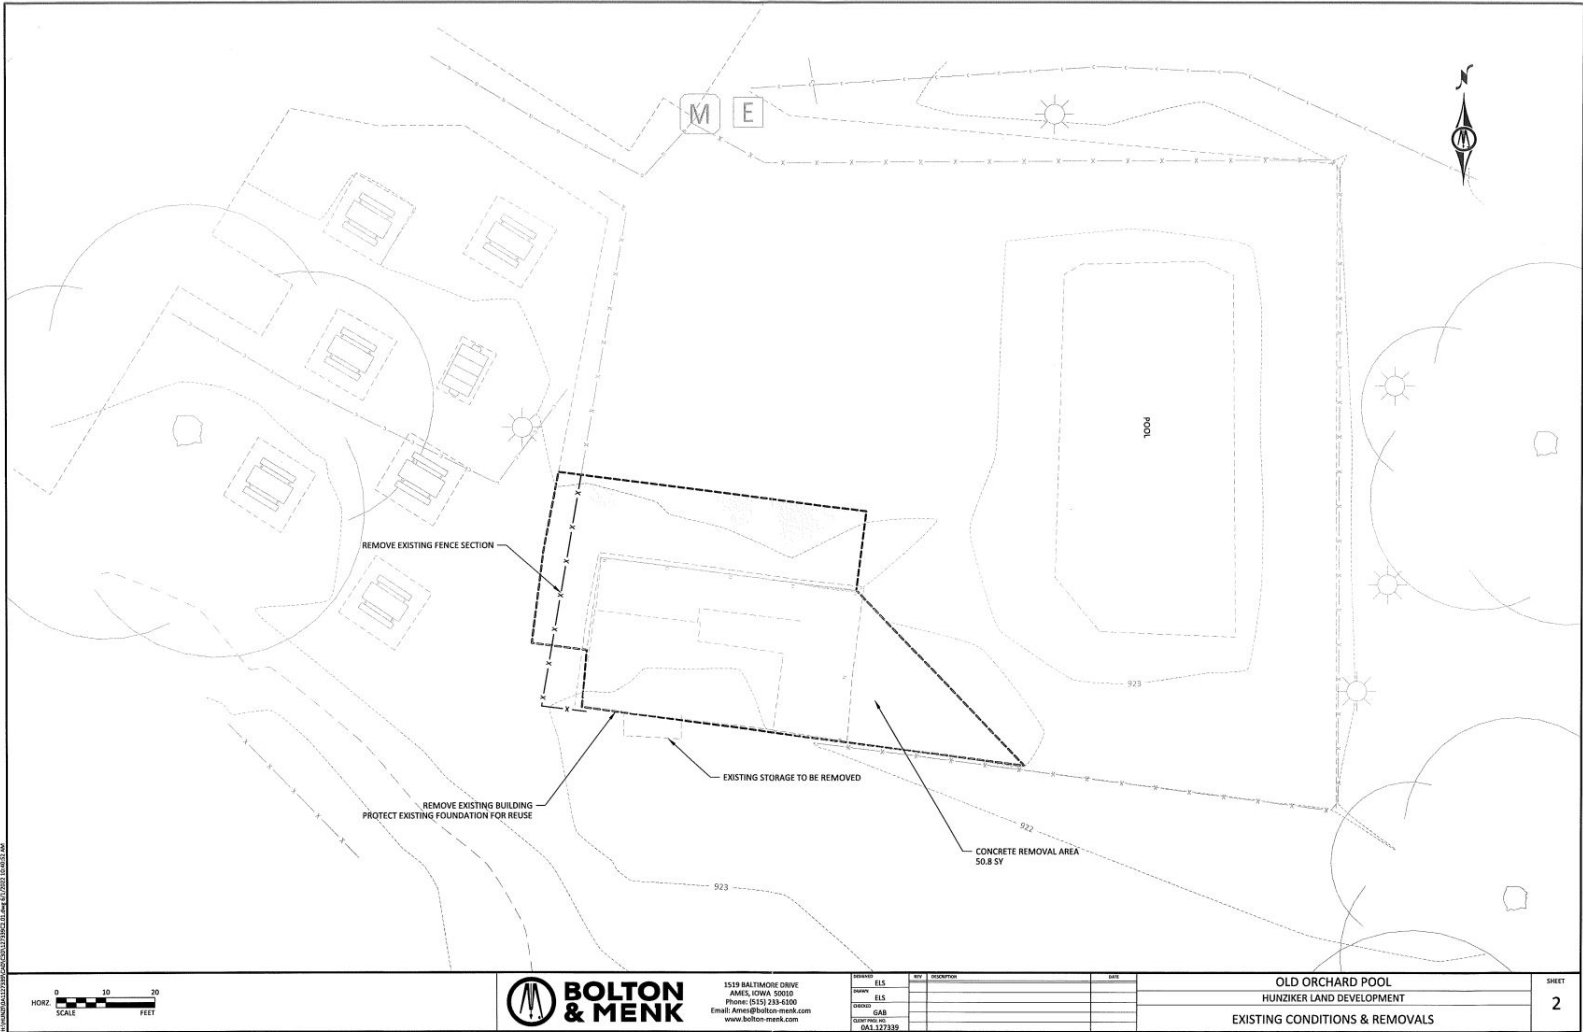 M E
N
POOL
REMOVE EXISTING FENCE SECTION
925
EXISTING STORAGE TO BE REMOVED
REMOVE EXISTING BUILDING
PROTECT EXISTING FOUNDATION FOR REUSE
922
CONCRETE REMOVAL AREA
50.8 SY
923
HORZ.
0 10 20
SCALE FEET
BOLTON
& MENK
1519 BALTIMORE DRIVE
AMES, IOWA 50010
Phone: (515) 233-6100
Email: Ames@bolton-menk.com
www.bolton-menk.com
DESIGNED
ELS
DRAWN
ELS
CHECKED
GAB
CLIENT PROJ. NO.
0A1.127339
REV DESCRIPTION DATE
OLD ORCHARD POOL
HUNZIKER LAND DEVELOPMENT
EXISTING CONDITIONS & REMOVALS
SHEET
2